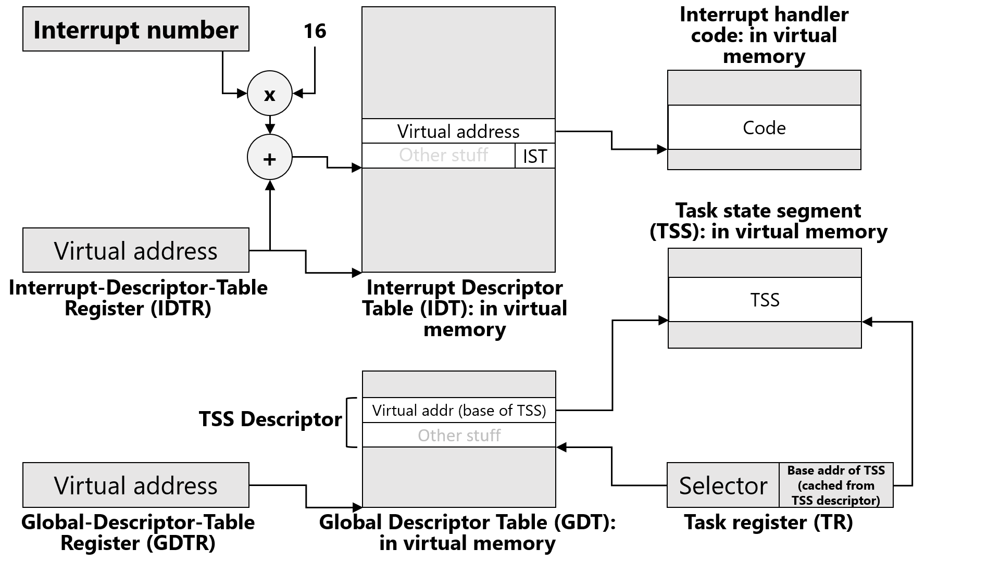 Interrupt number
16
x
+
Virtual address
Interrupt-Descriptor-Table
Register (IDTR)
Virtual address
Other stuff
IST
Interrupt Descriptor
Table (IDT): in virtual
memory
Interrupt handler
code: in virtual
memory
Code
Task state segment
(TSS): in virtual memory
TSS
TSS Descriptor
Virtual addr (base of TSS)
Other stuff
Virtual address
Global-Descriptor-Table
Register (GDTR)
Global Descriptor Table (GDT):
in virtual memory
Selector
Base addr of TSS
(cached from
TSS descriptor)
Task register (TR)